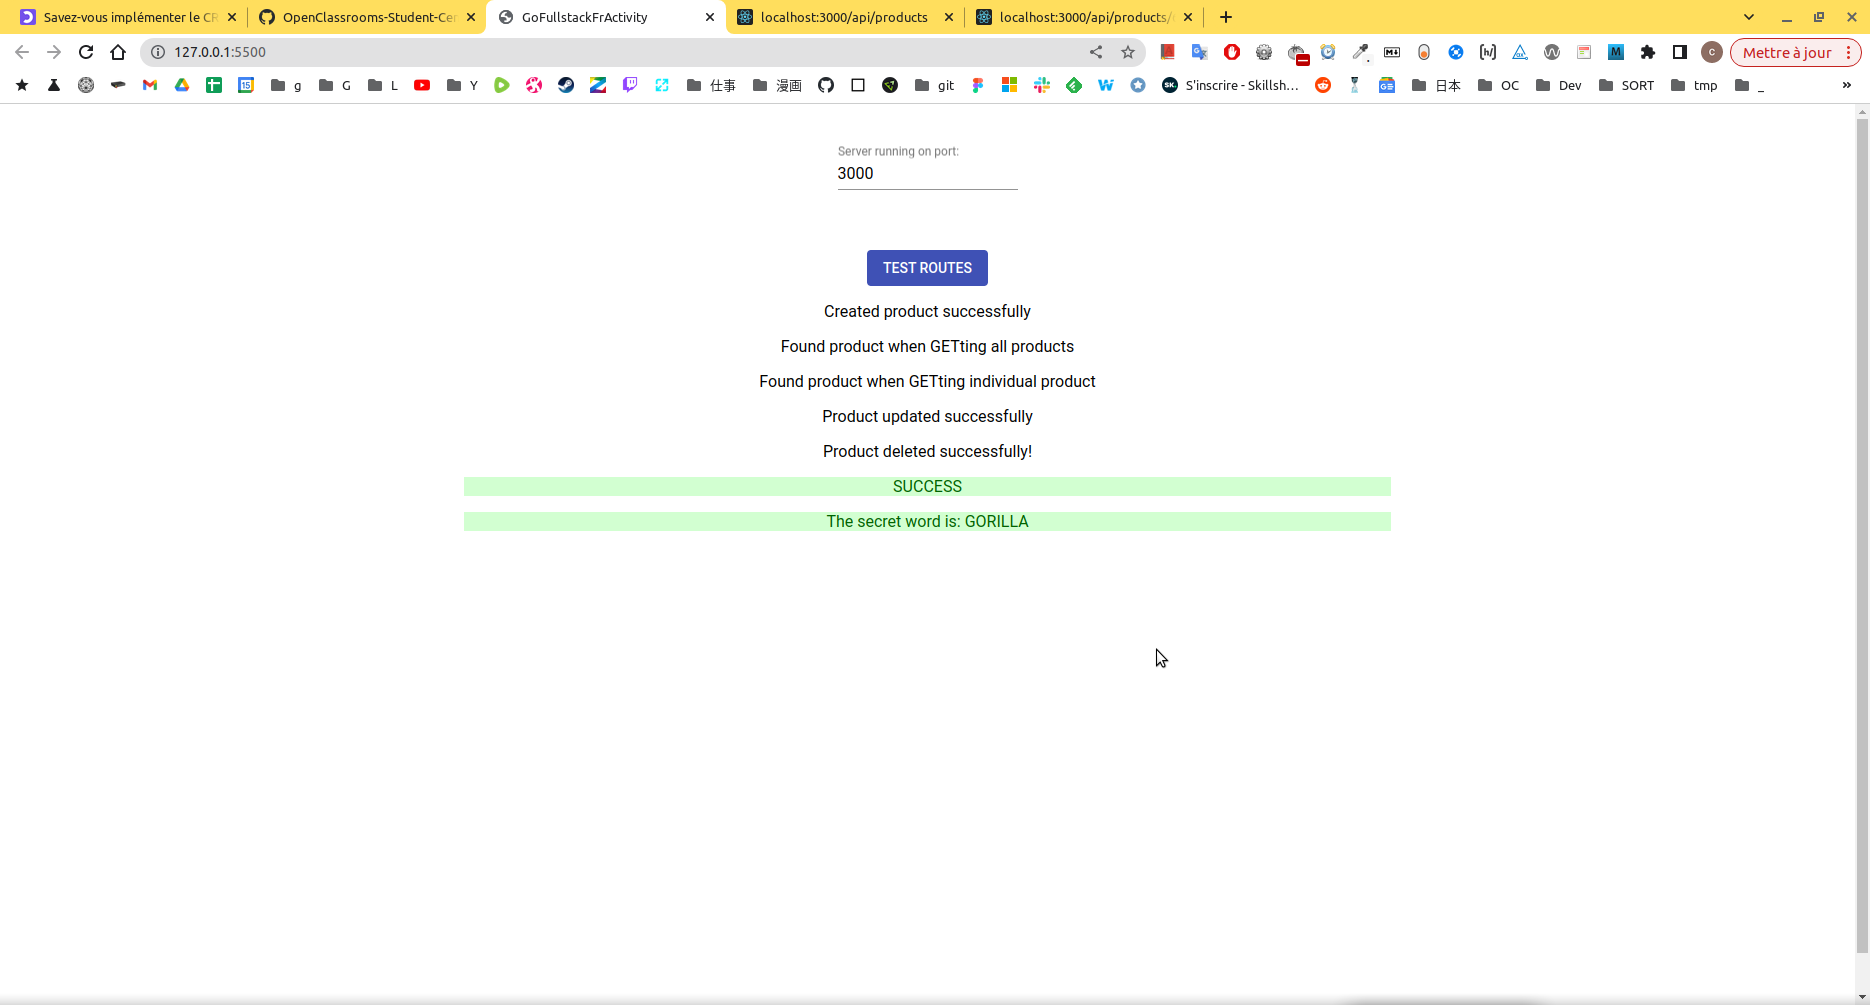 Savez-vous implémenter le CR
OpenClassrooms-Student-Cer
GoFullstackFrActivity
localhost:3000/api/products
localhost:3000/api/products/
127.0.0.1:5500
Mettre à jour
g
G
L
Y
仕事
漫画
git
S'inscrire - Skillsh...
日本
OC
Dev
SORT
tmp
_
»
Server running on port:
3000
TEST ROUTES
Created product successfully
Found product when GETting all products
Found product when GETting individual product
Product updated successfully
Product deleted successfully!
SUCCESS
The secret word is: GORILLA